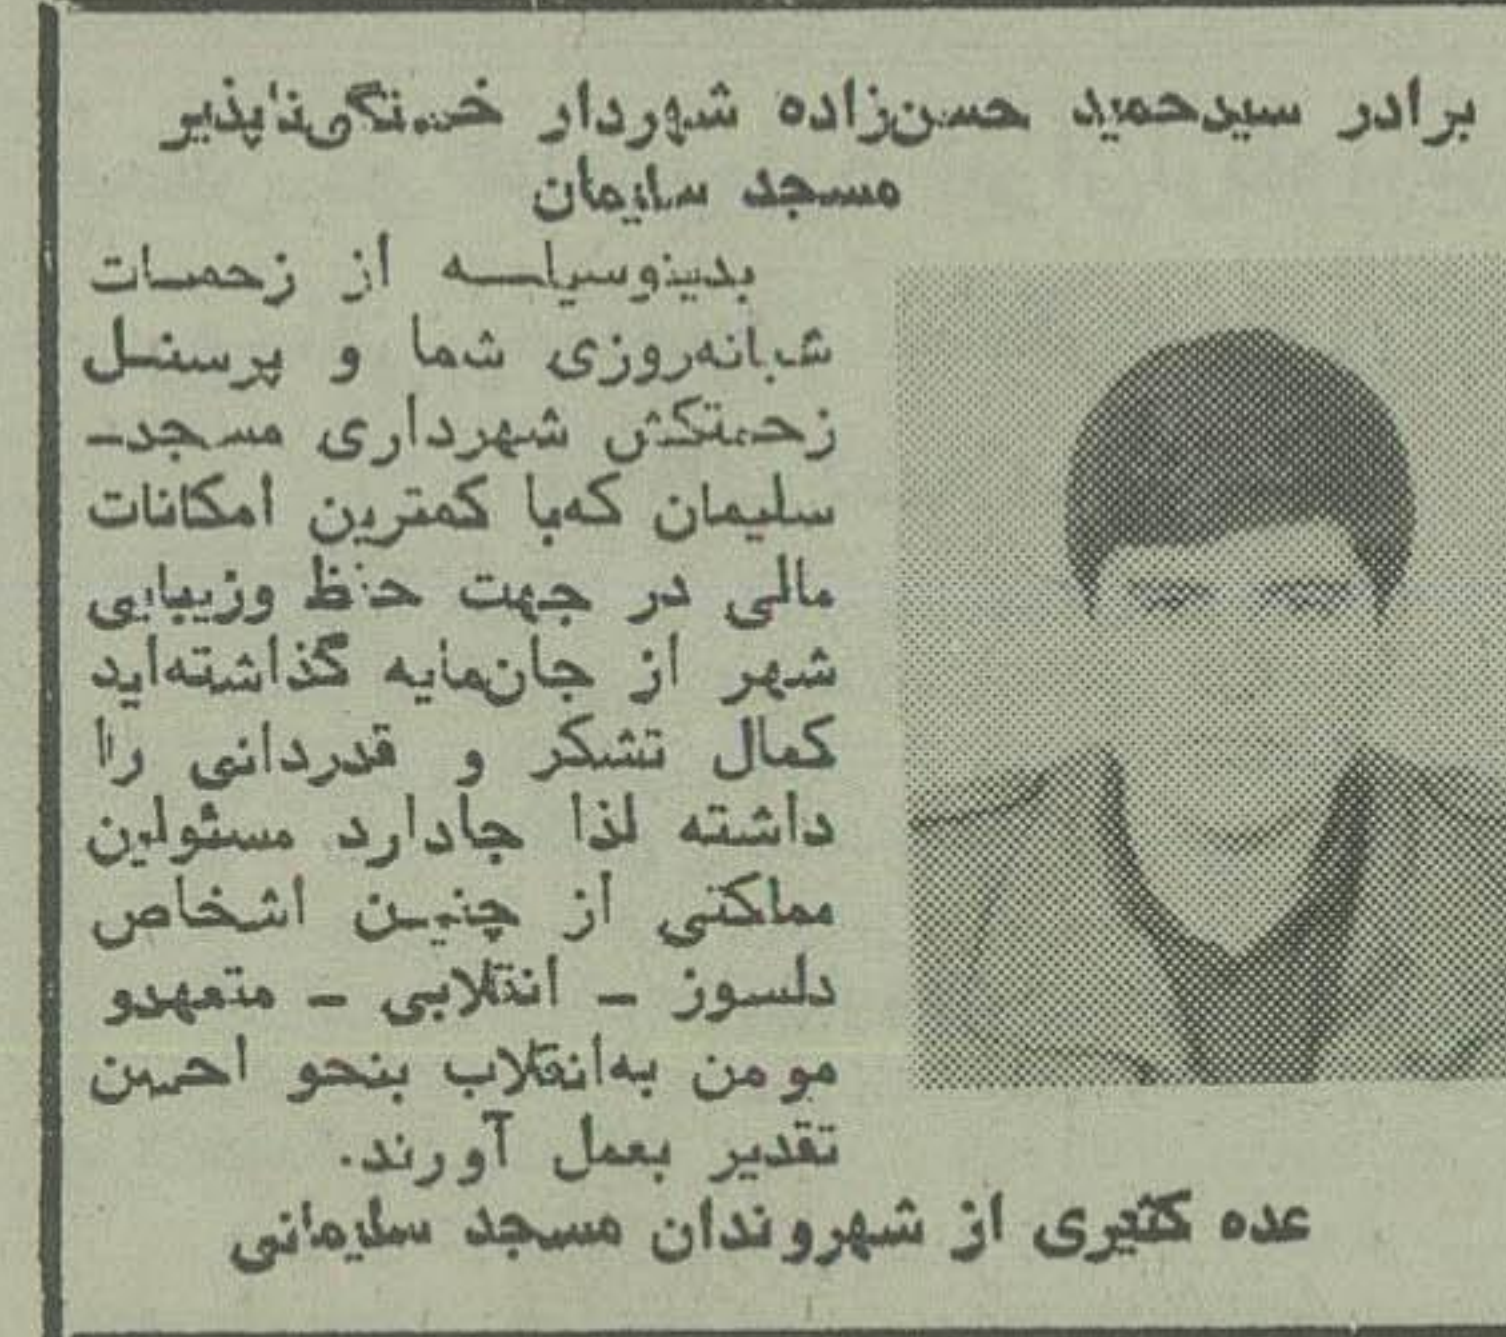 برادر سیدحمید حسن‌زاده شهردار خستگی‌ناپذیر
مسجد سلیمان
بدینوسیله از زحمات
شبانه‌روزی شما و پرسنل
زحمتکش شهرداری مسجد-
سلیمان که‌با کمترین امکانات
مالی در جهت حفظ وزیبایی
شهر از جان‌مایه گذاشته‌اید
کمال تشکر و قدردانی را
داشته لذا جادارد مسئولین
مملکتی از چنین اشخاص
دلسوز - انقلابی - متعهدو
مومن به‌انقلاب بنحو احسن
تقدیر بعمل آورند.
عده کثیری از شهروندان مسجد سلیمانی